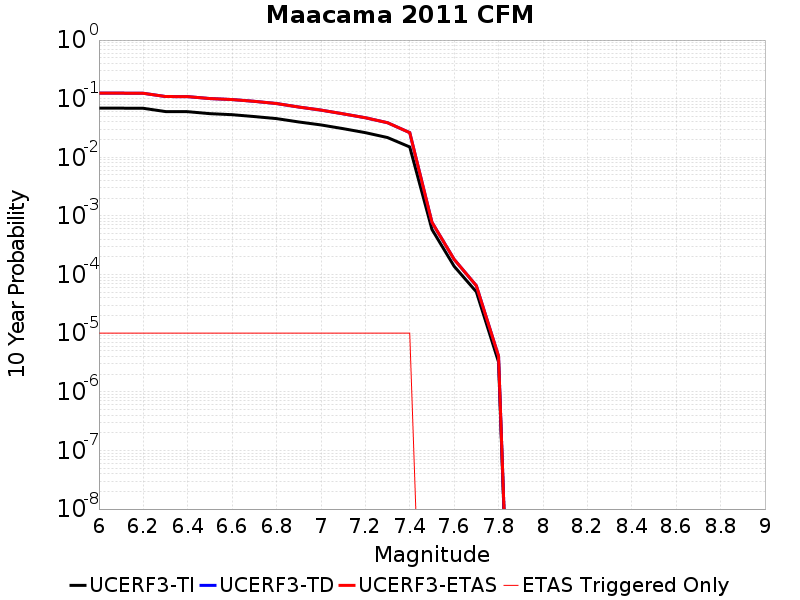 Maacama 2011 CFM
10 Year Probability
10^0
10^-1
10^-2
10^-3
10^-4
10^-5
10^-6
10^-7
10^-8
6 6.2 6.4 6.6 6.8 7 7.2 7.4 7.6 7.8 8 8.2 8.4 8.6 8.8 9
Magnitude
UCERF3-TI UCERF3-TD UCERF3-ETAS ETAS Triggered Only